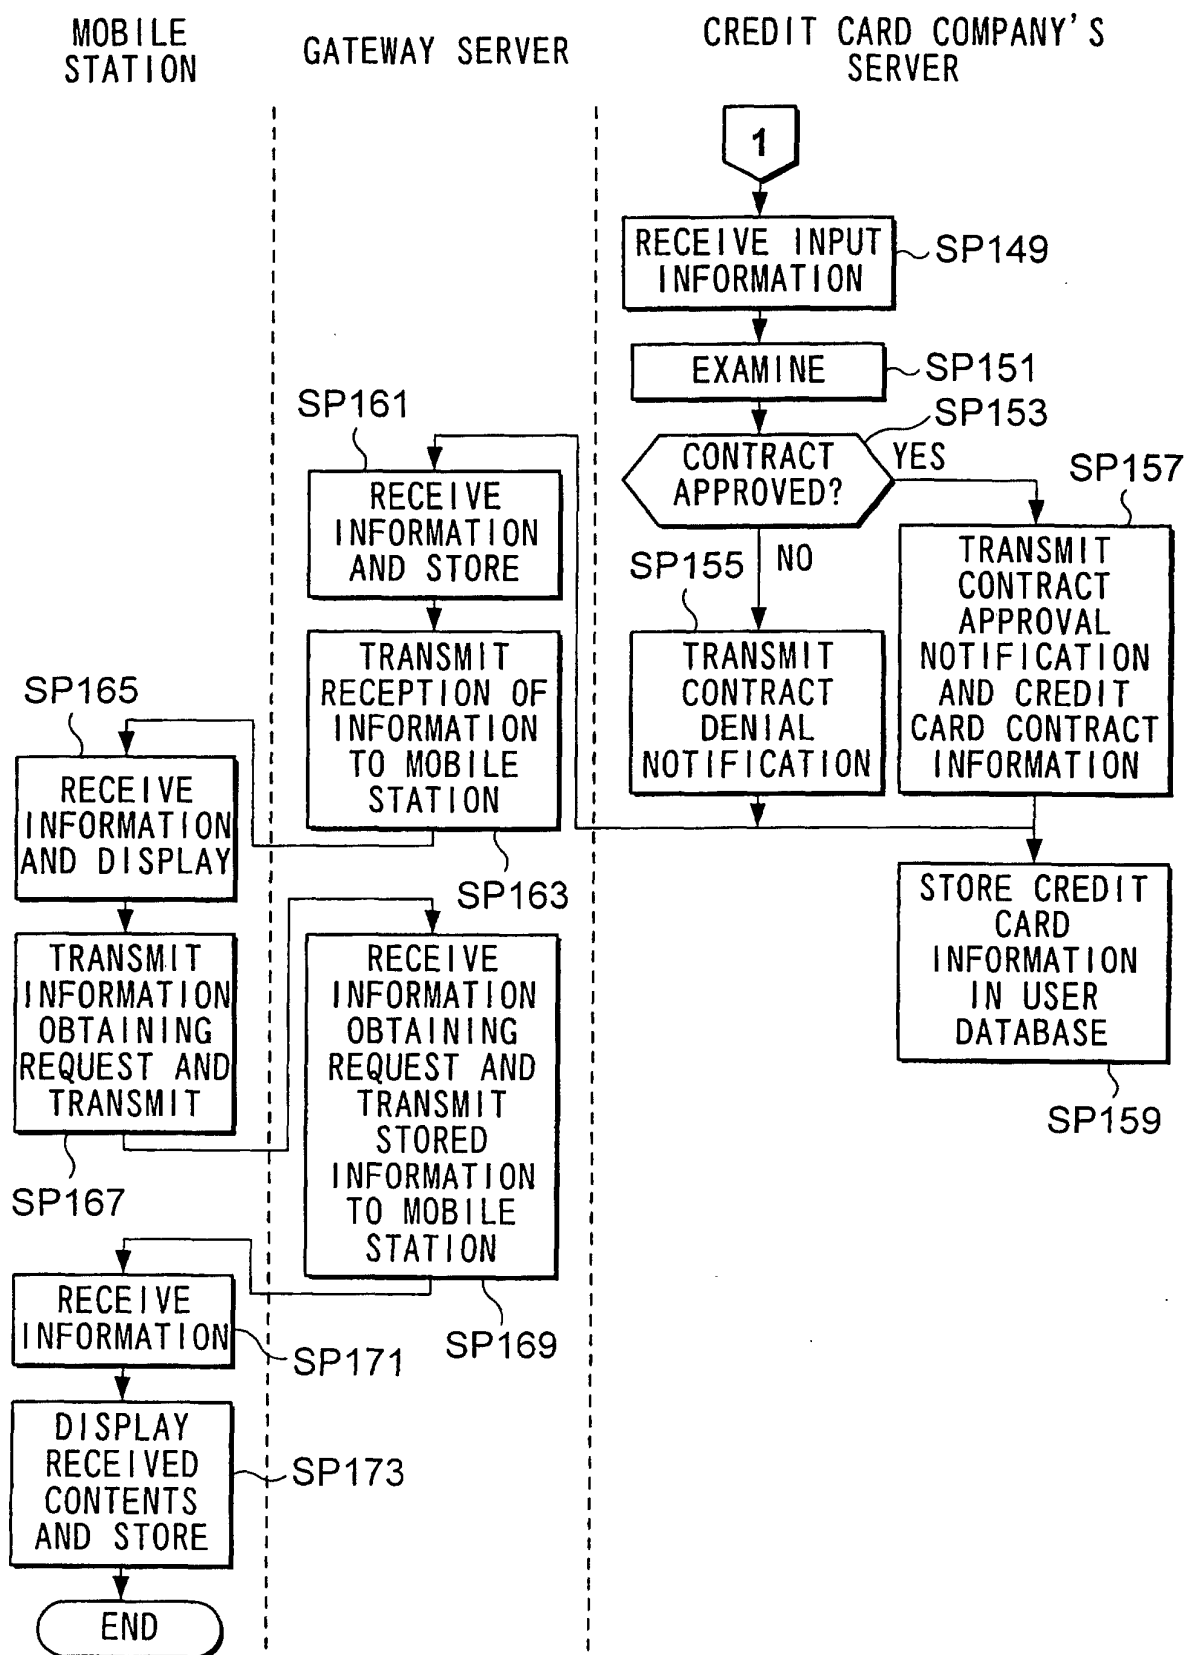 MOBILE
STATION
GATEWAY SERVER
CREDIT CARD COMPANY'S
SERVER
1
RECEIVE INPUT
INFORMATION
SP149
EXAMINE
SP151
SP153
CONTRACT
APPROVED?
YES
NO
SP155
TRANSMIT
CONTRACT
DENIAL
NOTIFICATION
SP157
TRANSMIT
CONTRACT
APPROVAL
NOTIFICATION
AND CREDIT
CARD CONTRACT
INFORMATION
STORE CREDIT
CARD
INFORMATION
IN USER
DATABASE
SP159
SP161
RECEIVE
INFORMATION
AND STORE
TRANSMIT
RECEPTION OF
INFORMATION
TO MOBILE
STATION
SP163
SP165
RECEIVE
INFORMATION
AND DISPLAY
TRANSMIT
INFORMATION
OBTAINING
REQUEST AND
TRANSMIT
SP167
RECEIVE
INFORMATION
OBTAINING
REQUEST AND
TRANSMIT
STORED
INFORMATION
TO MOBILE
STATION
SP169
RECEIVE
INFORMATION
SP171
DISPLAY
RECEIVED
CONTENTS
AND STORE
SP173
END